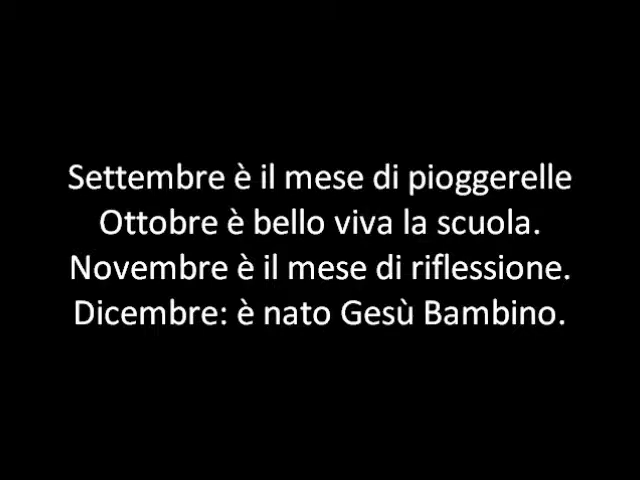 Settembre è il mese di pioggerelle
Ottobre è bello viva la scuola.
Novembre è il mese di riflessione.
Dicembre: è nato Gesù Bambino.